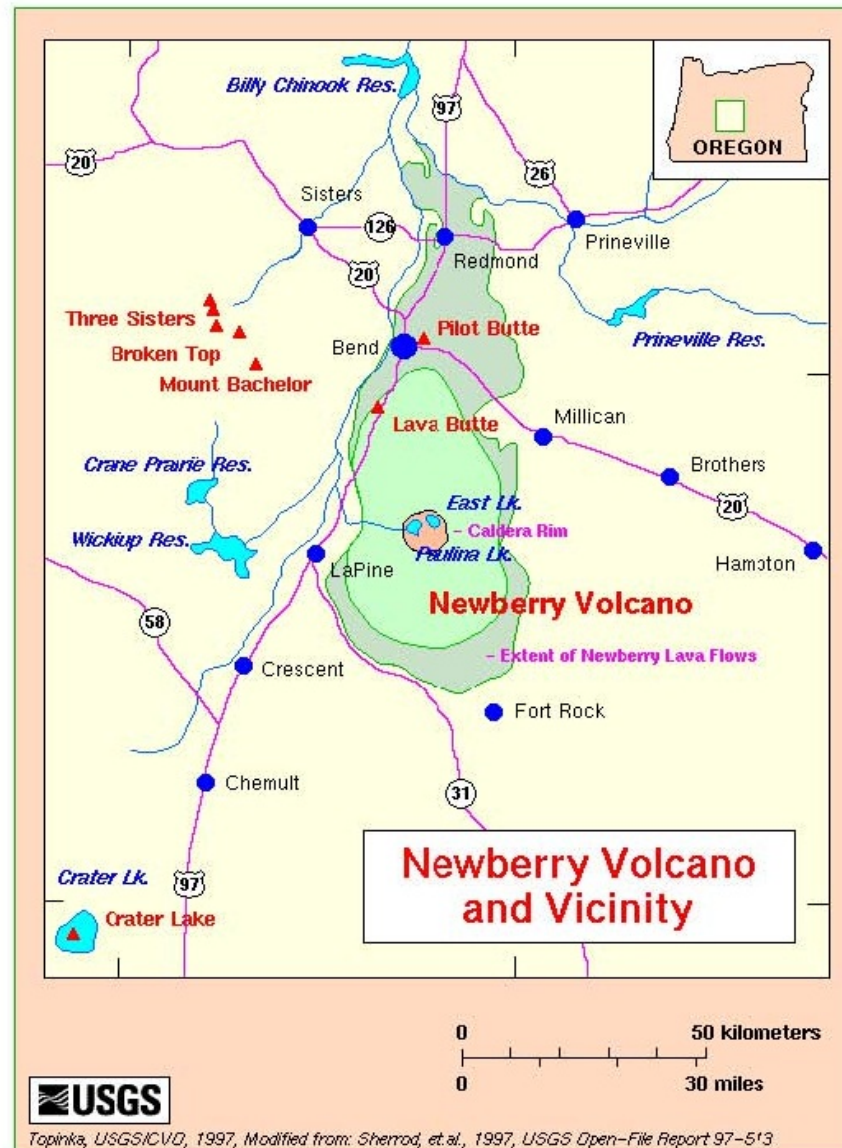 Billy Chinook Res.
97
OREGON
20
26
Sisters
126
Redmond
Prineville
20
Three Sisters
Broken Top
Mount Bachelor
Bend
Pilot Butte
Prineville Res.
Lava Butte
Millican
Crane Prairie Res.
Brothers
East Lk.
20
Caldera Rim
Wickiup Res.
Paulina Lk.
LaPine
Hampton
Newberry Volcano
58
Extent of Newberry Lava Flows
Crescent
Fort Rock
Chemult
31
Newberry Volcano
and Vicinity
Crater Lk.
97
Crater Lake
0 50 kilometers
0 30 miles
USGS
Topinka, USGS/CVO, 1997, Modified from: Sherrod, et.al., 1997, USGS Open-File Report 97-513